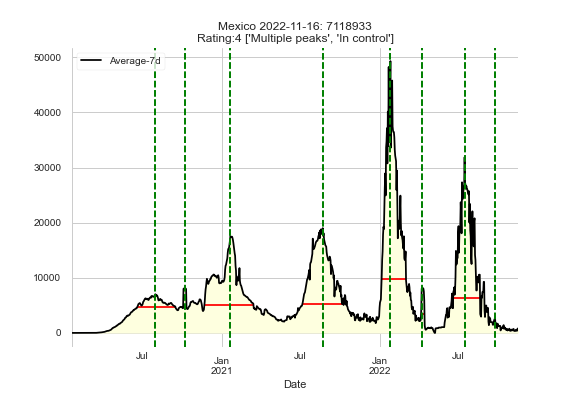 Mexico 2022-11-16: 7118933
Rating:4 ['Multiple peaks', 'In control']
Average-7d
50000
40000
30000
20000
10000
0
Jul
Jan
2021
Jul
Jan
2022
Jul
Date